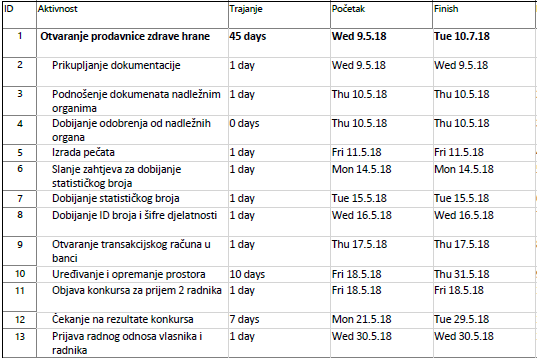 ID Aktivnost Trajanje Početak Finish
1 Otvaranje prodavnice zdrave hrane 45 days Wed 9.5.18 Tue 10.7.18
2 Prikupljanje dokumentacije 1 day Wed 9.5.18 Wed 9.5.18
3 Podnošenje dokumenata nadležnim 1 day Thu 10.5.18 Thu 10.5.18
organima
4 Dobijanje odobrenja od nadležnih 0 days Thu 10.5.18 Thu 10.5.18
organa
5 Izrada pečata 1 day Fri 11.5.18 Fri 11.5.18
6 Slanje zahtjeva za dobijanje 1 day Mon 14.5.18 Mon 14.5.18
statističkog broja
7 Dobijanje statističkog broja 1 day Tue 15.5.18 Tue 15.5.18
8 Dobijanje ID broja i šifre djelatnosti 1 day Wed 16.5.18 Wed 16.5.18
9 Otvaranje transakcijskog računa u 1 day Thu 17.5.18 Thu 17.5.18
banci
10 Uređivanje i opremanje prostora 10 days Fri 18.5.18 Thu 31.5.18
11 Objava konkursa za prijem 2 radnika 1 day Fri 18.5.18 Fri 18.5.18
12 Čekanje na rezultate konkursa 7 days Mon 21.5.18 Tue 29.5.18
13 Prijava radnog odnosa vlasnika i 1 day Wed 30.5.18 Wed 30.5.18
radnika